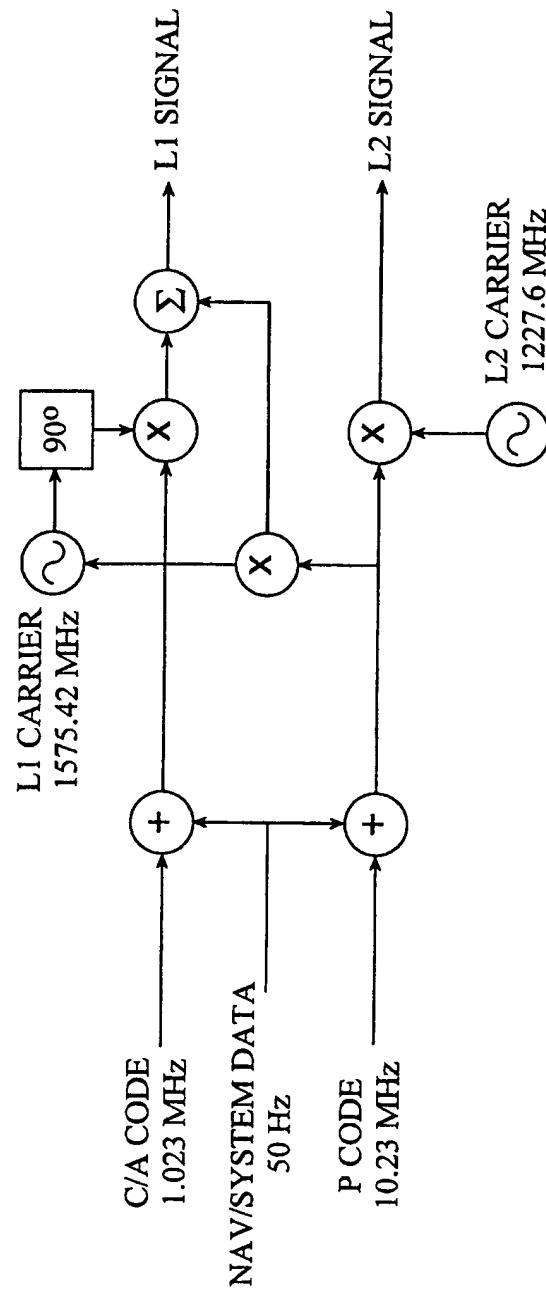 L1 CARRIER
1575.42 MHz
90º
C/A CODE
1.023 MHz
+
X
Σ
L1 SIGNAL
NAV/SYSTEM DATA
50 Hz
X
P CODE
10.23 MHz
+
X
L2 SIGNAL
L2 CARRIER
1227.6 MHz